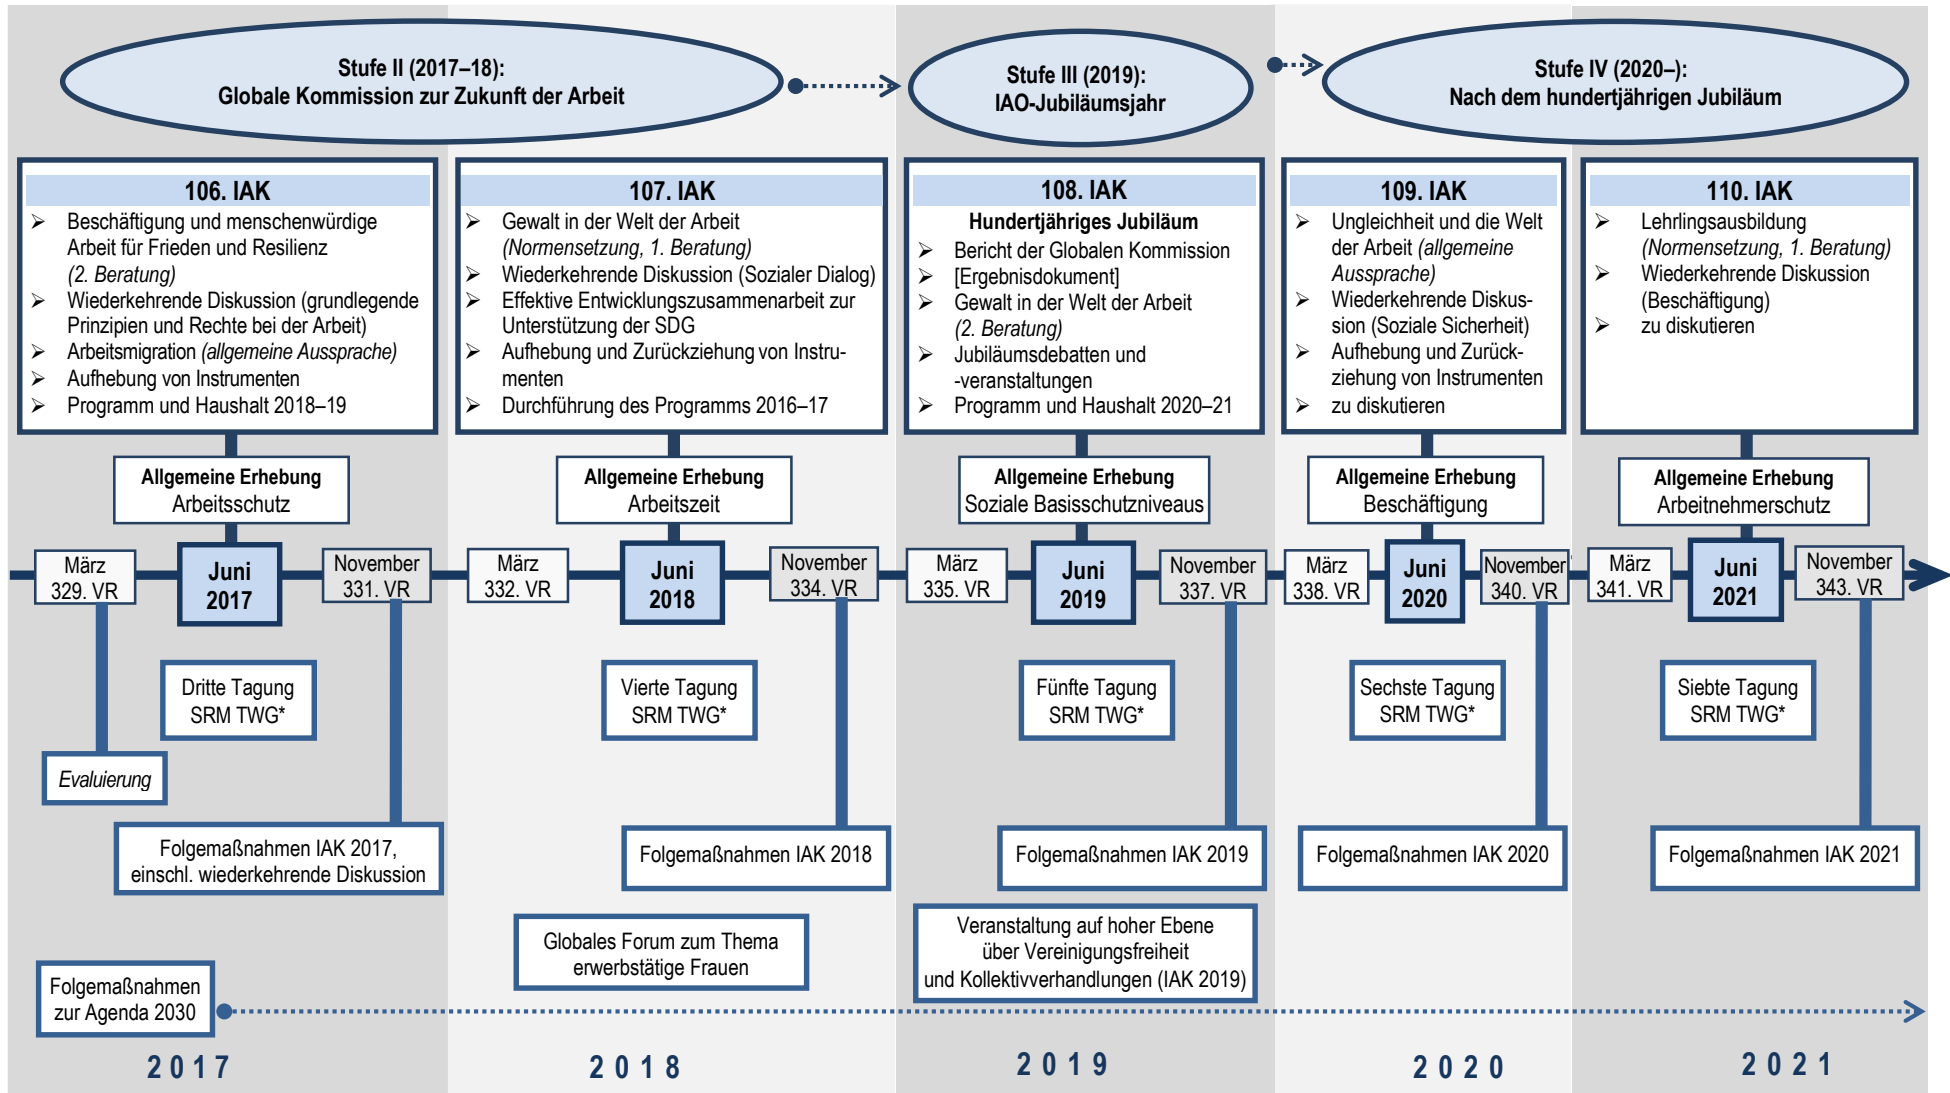 Stufe II (2017–18):
Globale Kommission zur Zukunft der Arbeit
Stufe III (2019):
IAO-Jubiläumsjahr
Stufe IV (2020–):
Nach dem hundertjährigen Jubiläum
106. IAK
➢ Beschäftigung und menschenwürdige
Arbeit für Frieden und Resilienz
(2. Beratung)
➢ Wiederkehrende Diskussion (grundlegende
Prinzipien und Rechte bei der Arbeit)
➢ Arbeitsmigration (allgemeine Aussprache)
➢ Aufhebung von Instrumenten
➢ Programm und Haushalt 2018–19
107. IAK
➢ Gewalt in der Welt der Arbeit
(Normensetzung, 1. Beratung)
➢ Wiederkehrende Diskussion (Sozialer Dialog)
➢ Effektive Entwicklungszusammenarbeit zur
Unterstützung der SDG
➢ Aufhebung und Zurückziehung von Instru-
menten
➢ Durchführung des Programms 2016–17
108. IAK
Hundertjähriges Jubiläum
➢ Bericht der Globalen Kommission
➢ [Ergebnisdokument]
➢ Gewalt in der Welt der Arbeit
(2. Beratung)
➢ Jubiläumsdebatten und
-veranstaltungen
➢ Programm und Haushalt 2020–21
109. IAK
➢ Ungleichheit und die Welt
der Arbeit (allgemeine
Aussprache)
➢ Wiederkehrende Diskus-
sion (Soziale Sicherheit)
➢ Aufhebung und Zurück-
ziehung von Instrumenten
➢ zu diskutieren
110. IAK
➢ Lehrlingsausbildung
(Normensetzung, 1. Beratung)
➢ Wiederkehrende Diskussion
(Beschäftigung)
➢ zu diskutieren
Allgemeine Erhebung
Arbeitsschutz
Allgemeine Erhebung
Arbeitszeit
Allgemeine Erhebung
Soziale Basisschutzniveaus
Allgemeine Erhebung
Beschäftigung
Allgemeine Erhebung
Arbeitnehmerschutz
März
329. VR
Juni
2017
November
331. VR
März
332. VR
Juni
2018
November
334. VR
März
335. VR
Juni
2019
November
337. VR
März
338. VR
Juni
2020
November
340. VR
März
341. VR
Juni
2021
November
343. VR
Dritte Tagung
SRM TWG*
Vierte Tagung
SRM TWG*
Fünfte Tagung
SRM TWG*
Sechste Tagung
SRM TWG*
Siebte Tagung
SRM TWG*
Evaluierung
Folgemaßnahmen IAK 2017,
einschl. wiederkehrende Diskussion
Folgemaßnahmen IAK 2018
Folgemaßnahmen IAK 2019
Folgemaßnahmen IAK 2020
Folgemaßnahmen IAK 2021
Globales Forum zum Thema
erwerbstätige Frauen
Veranstaltung auf hoher Ebene
über Vereinigungsfreiheit
und Kollektivverhandlungen (IAK 2019)
Folgemaßnahmen
zur Agenda 2030
2017
2018
2019
2020
2021